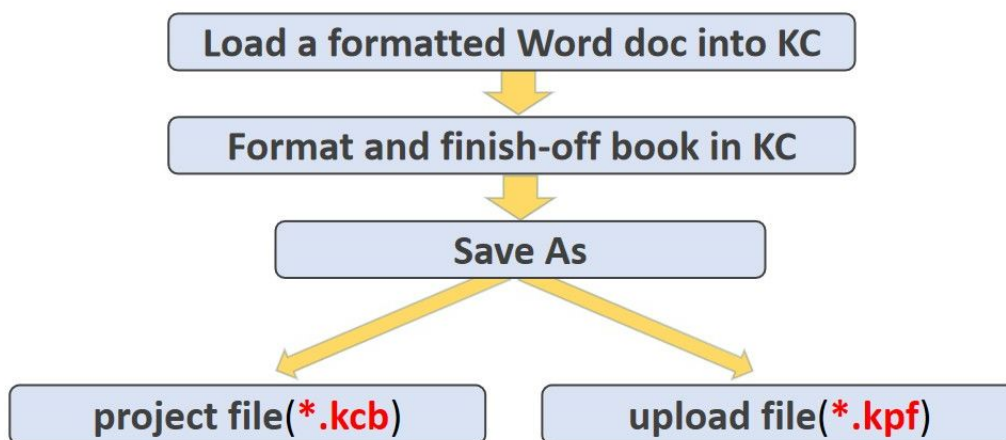 Load a formatted Word doc into KC
Format and finish-off book in KC
Save As
project file(*.kcb)
upload file(*.kpf)